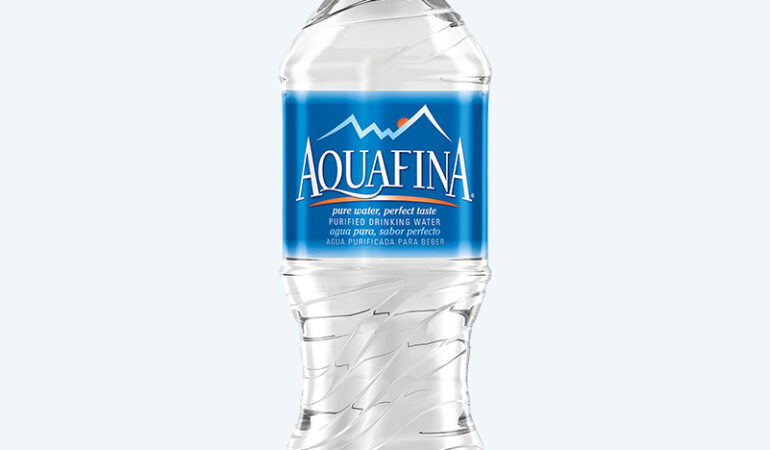 AQUAFINA®
pure water, perfect taste
PURIFIED DRINKING WATER
agua pura, sabor perfecto
AGUA PURIFICADA PARA BEBER